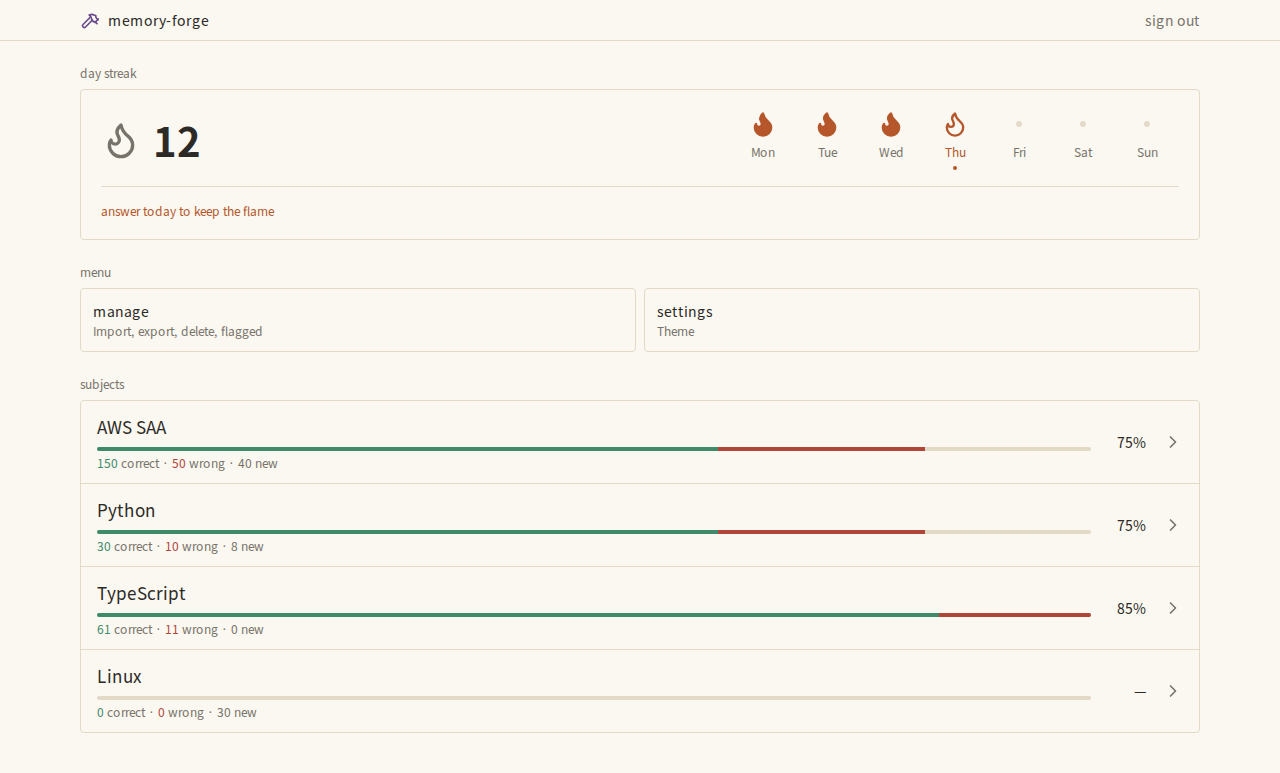 memory-forge
sign out
day streak
12
Mon Tue Wed Thu Fri Sat Sun
answer today to keep the flame
menu
manage
Import, export, delete, flagged
settings
Theme
subjects
AWS SAA
75%
150 correct · 50 wrong · 40 new
Python
75%
30 correct · 10 wrong · 8 new
TypeScript
85%
61 correct · 11 wrong · 0 new
Linux
—
0 correct · 0 wrong · 30 new